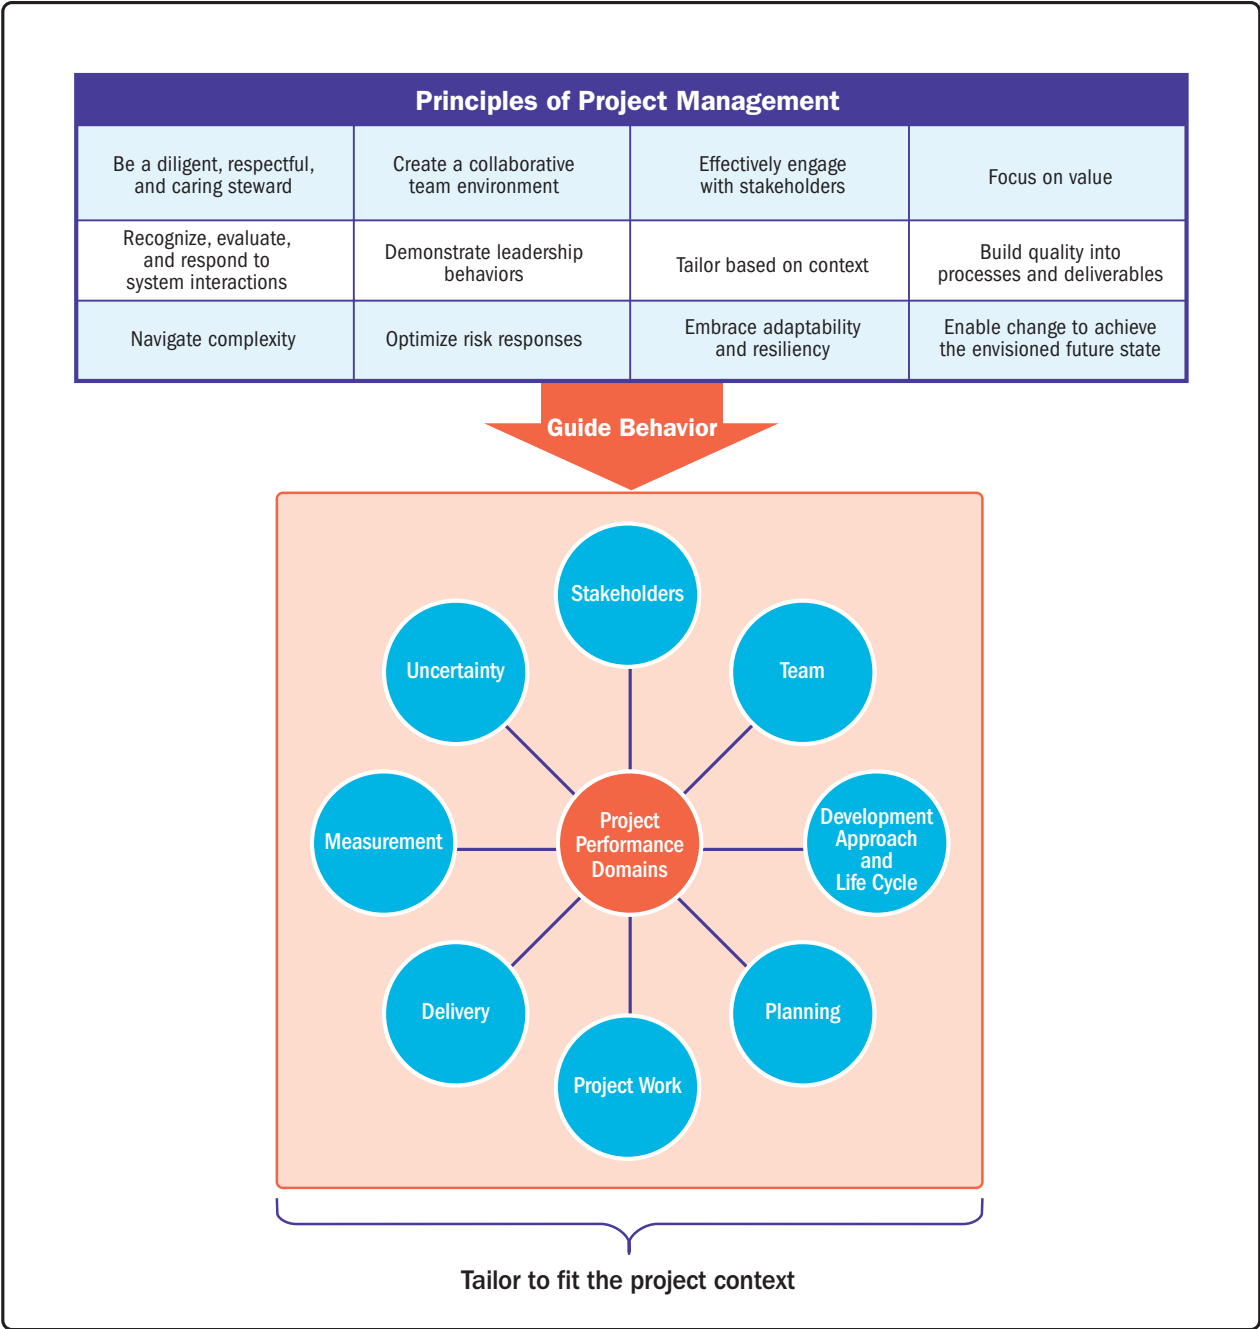 Principles of Project Management
Be a diligent, respectful,
and caring steward
Create a collaborative
team environment
Effectively engage
with stakeholders
Focus on value
Recognize, evaluate,
and respond to
system interactions
Demonstrate leadership
behaviors
Tailor based on context
Build quality into
processes and deliverables
Navigate complexity
Optimize risk responses
Embrace adaptability
and resiliency
Enable change to achieve
the envisioned future state
Guide Behavior
Stakeholders
Uncertainty
Team
Measurement
Project
Performance
Domains
Development
Approach
and
Life Cycle
Delivery
Planning
Project Work
Tailor to fit the project context